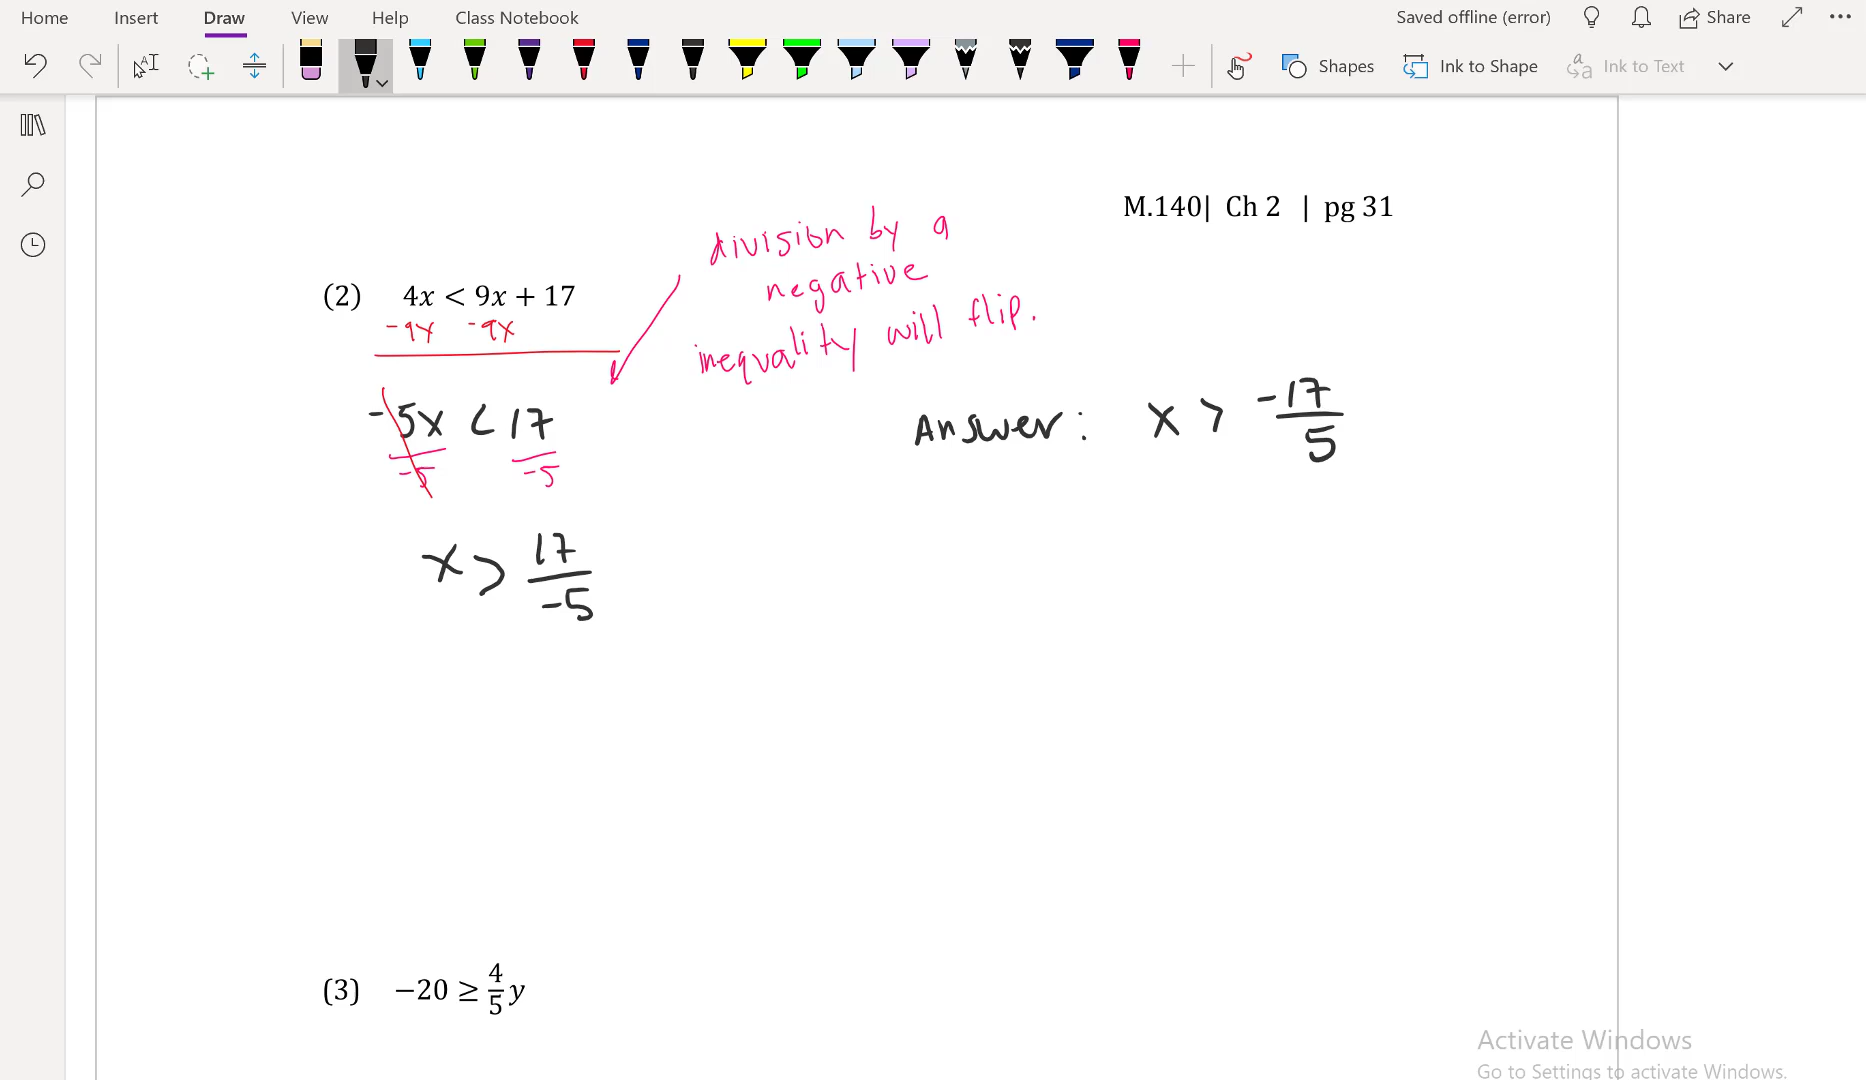 Home Insert Draw View Help Class Notebook Saved offline (error) Share
Shapes Ink to Shape Ink to Text
M.140| Ch 2 | pg 31
division by a
negative
inequality will flip.
(2) 4x < 9x + 17
-9x -9x
-5x < 17
-5 -5
x > 17/-5
Answer: x > -17/5
(3) −20 ≥ 4/5 y
Activate Windows
Go to Settings to activate Windows.